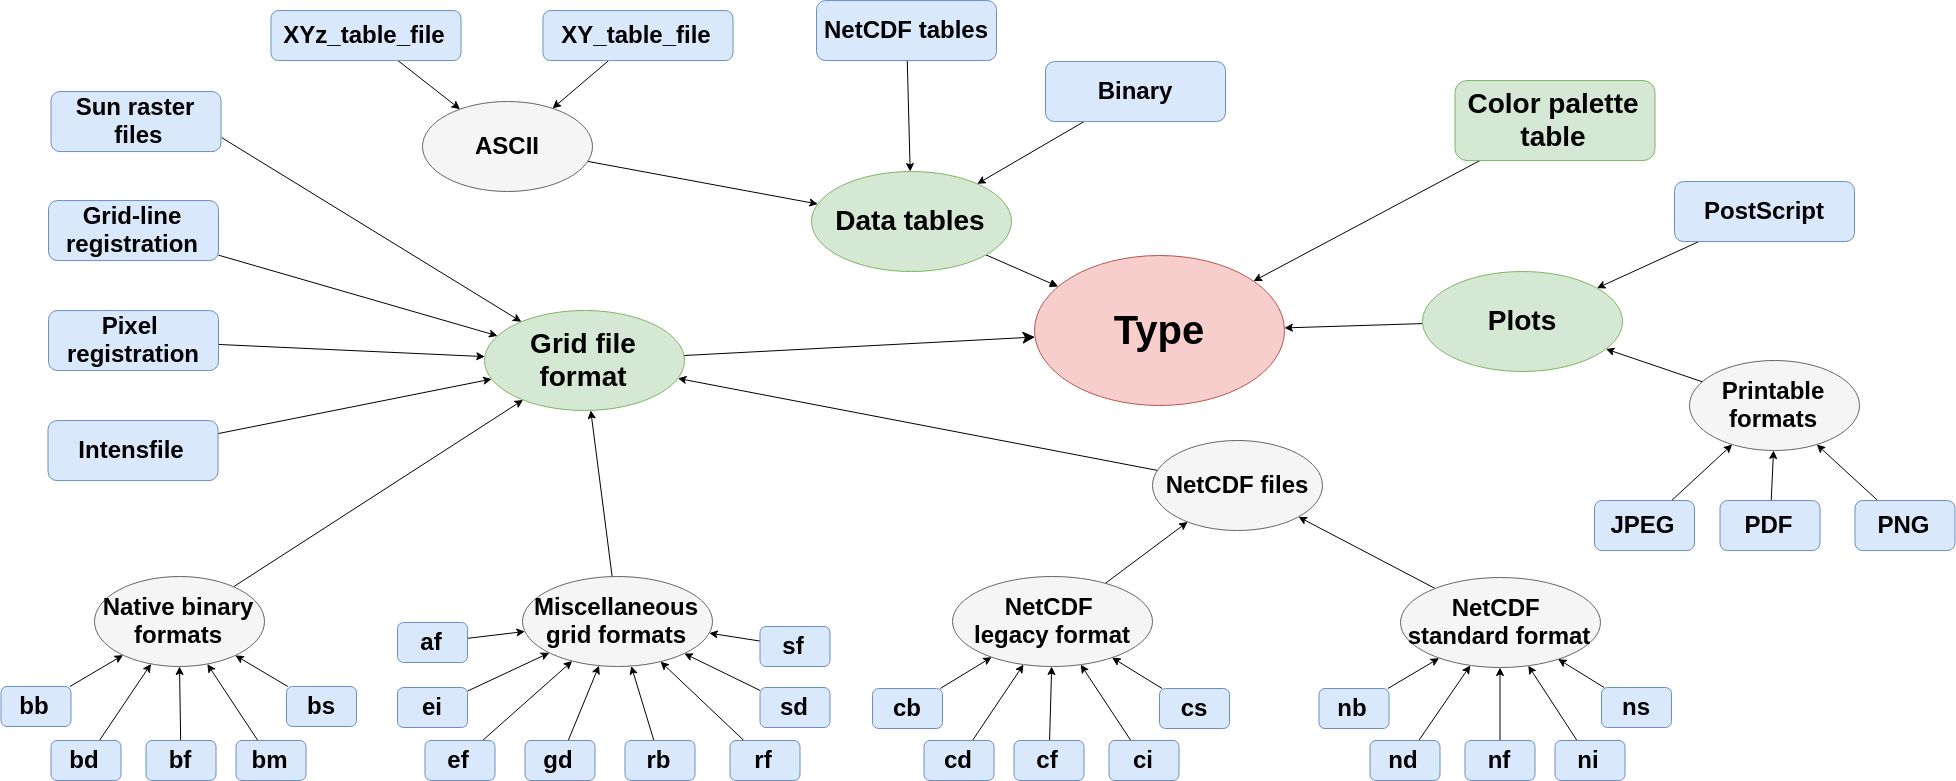 XYz_table_file
XY_table_file
NetCDF tables
Binary
Sun raster
files
ASCII
Color palette
table
Grid-line
registration
Data tables
PostScript
Pixel
registration
Grid file
format
Type
Plots
Printable
formats
Intensfile
NetCDF files
JPEG
PDF
PNG
Native binary
formats
Miscellaneous
grid formats
NetCDF
legacy format
NetCDF
standard format
af
sf
bb
bs
ei
sd
cb
cs
nb
ns
bd
bf
bm
ef
gd
rb
rf
cd
cf
ci
nd
nf
ni